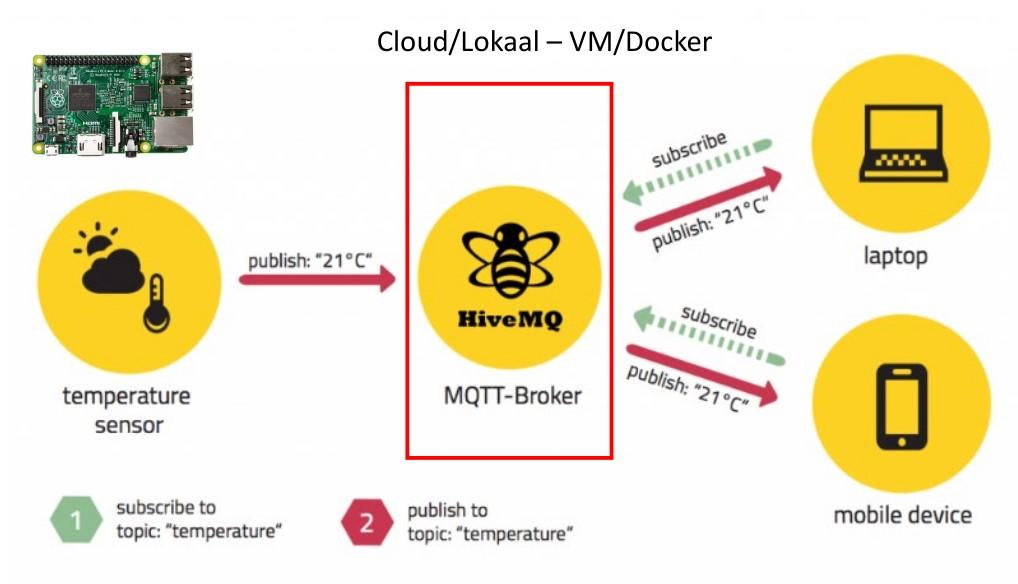 Cloud/Lokaal – VM/Docker
HDMI
subscribe
publish: “21°C”
laptop
publish: “21°C”
HiveMQ
MQTT-Broker
temperature
sensor
subscribe
publish: “21°C”
mobile device
1
subscribe to
topic: “temperature”
2
publish to
topic: “temperature”